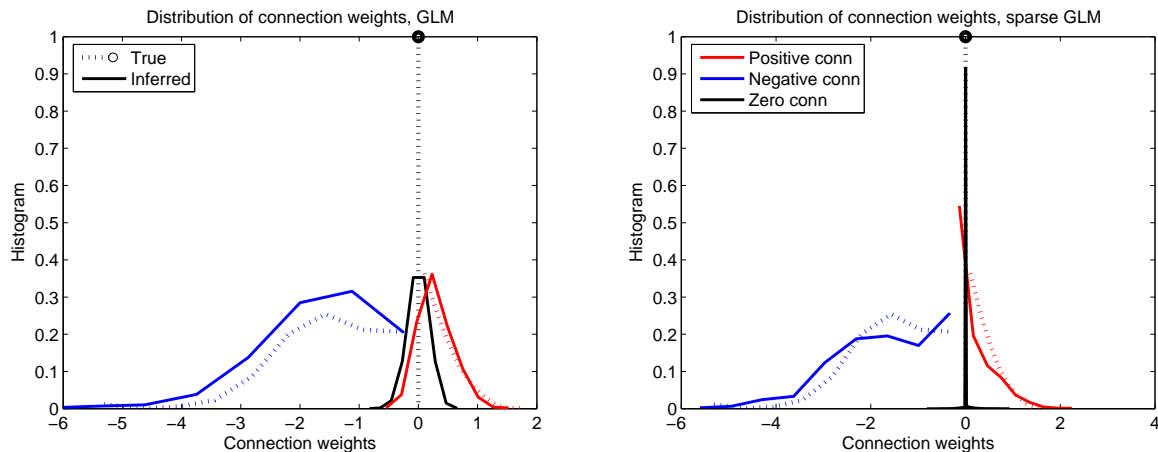 Distribution of connection weights, GLM
1
0.9
0.8
0.7
0.6
0.5
0.4
0.3
0.2
0.1
0
Histogram
True
Inferred
−6 −5 −4 −3 −2 −1 0 1 2
Connection weights
Distribution of connection weights, sparse GLM
1
0.9
0.8
0.7
0.6
0.5
0.4
0.3
0.2
0.1
0
Histogram
Positive conn
Negative conn
Zero conn
−6 −4 −2 0 2 4
Connection weights